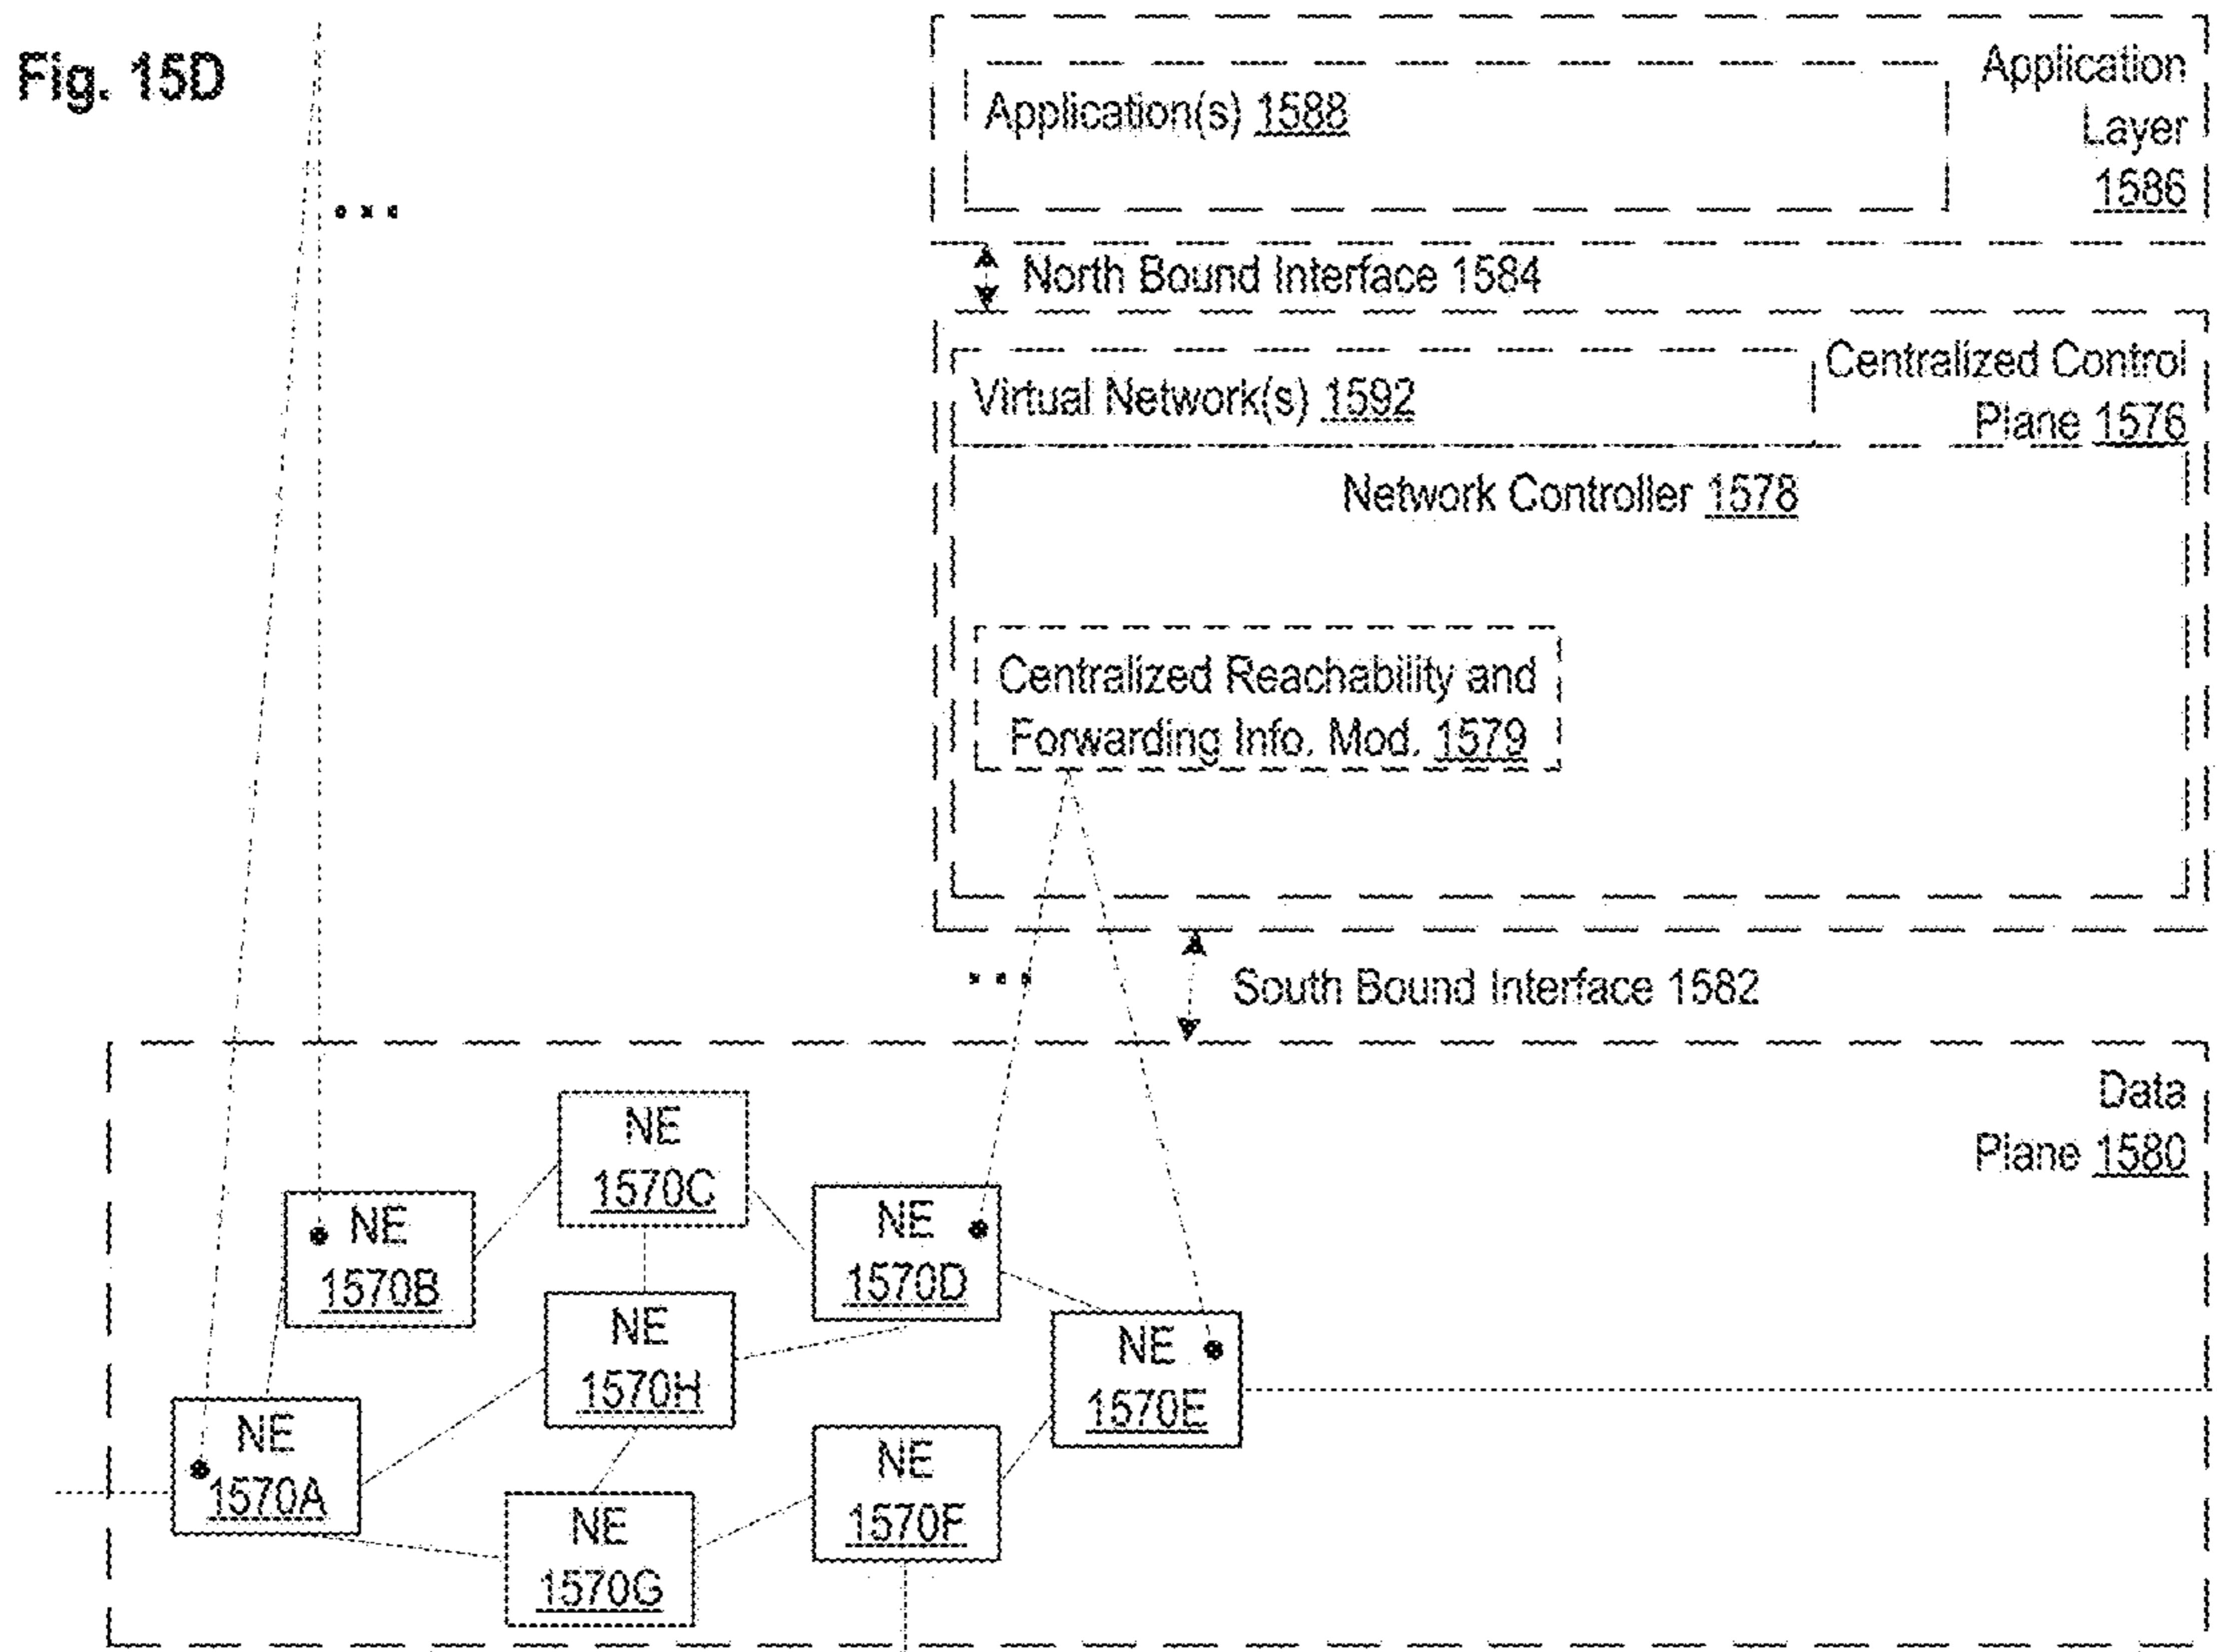 Fig. 15D
Application
Layer
1586
Application(s) 1588
North Bound Interface 1584
Centralized Control
Plane 1576
Virtual Network(s) 1592
Network Controller 1578
Centralized Reachability and
Forwarding Info. Mod. 1579
South Bound Interface 1582
Data
Plane 1580
NE
1570C
NE
1570B
NE
1570D
NE
1570H
NE
1570E
NE
1570A
NE
1570F
NE
1570G